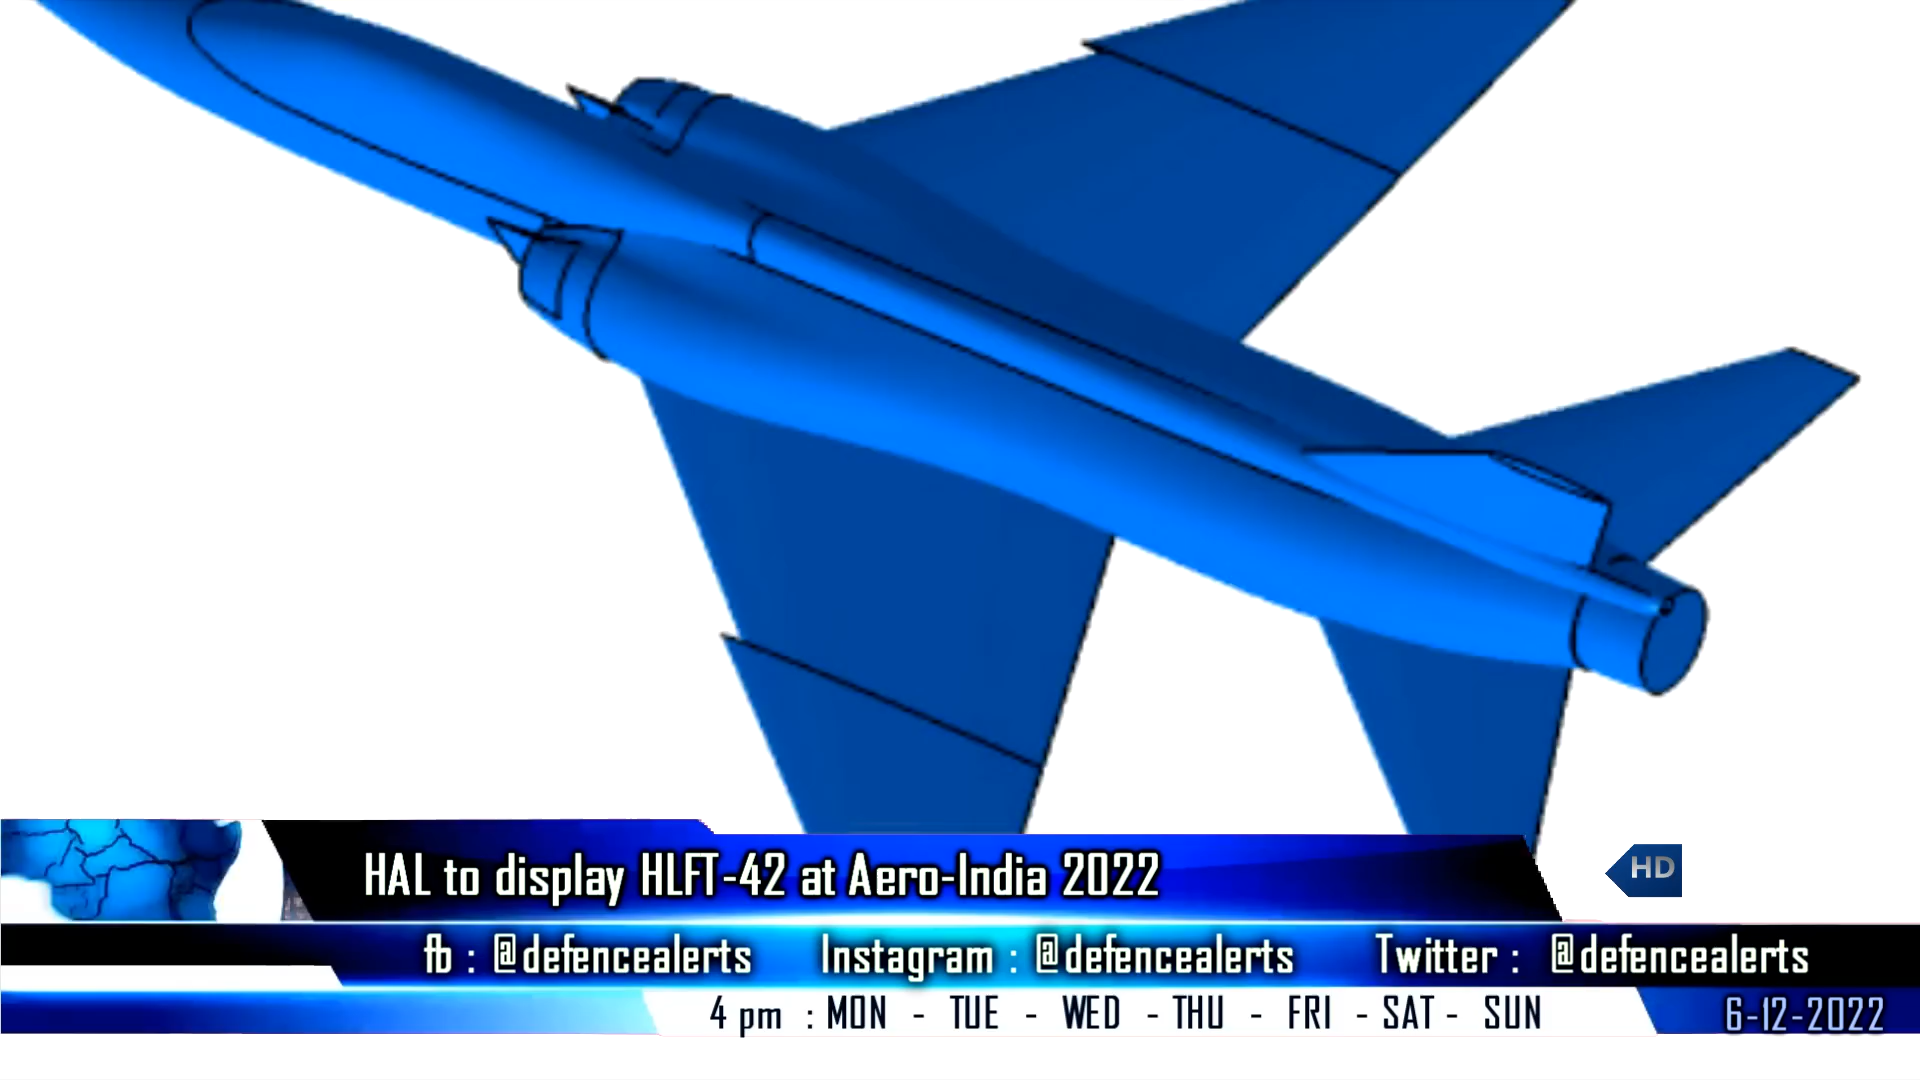 HAL to display HLFT-42 at Aero-India 2022
HD
fb : @defencealerts Instagram : @defencealerts Twitter : @defencealerts
4 pm : MON - TUE - WED - THU - FRI - SAT - SUN
6-12-2022